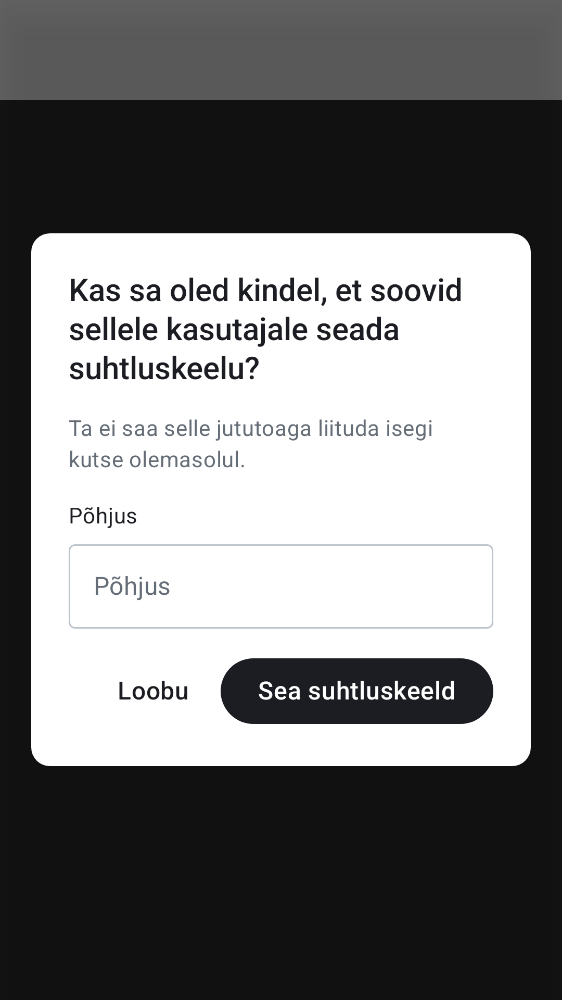 Kas sa oled kindel, et soovid
sellele kasutajale seada
suhtluskeelu?
Ta ei saa selle jututoaga liituda isegi
kutse olemasolul.
Põhjus
Põhjus
Loobu
Sea suhtluskeeld